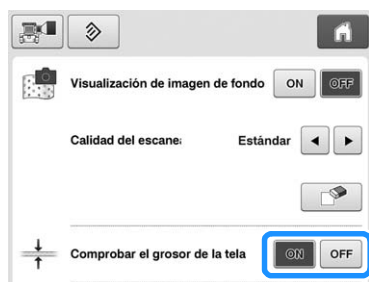 Visualización de imagen de fondo ON OFF
Calidad del escane: Estándar
Comprobar el grosor de la tela ON OFF